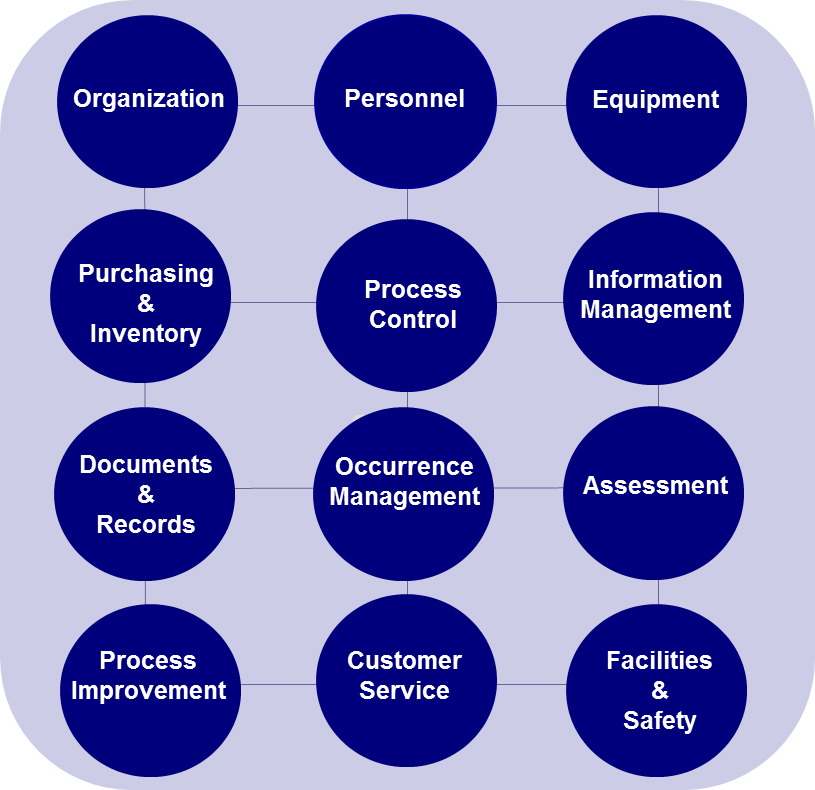 Organization
Personnel
Equipment
Purchasing
&
Inventory
Process
Control
Information
Management
Documents
&
Records
Occurrence
Management
Assessment
Process
Improvement
Customer
Service
Facilities
&
Safety